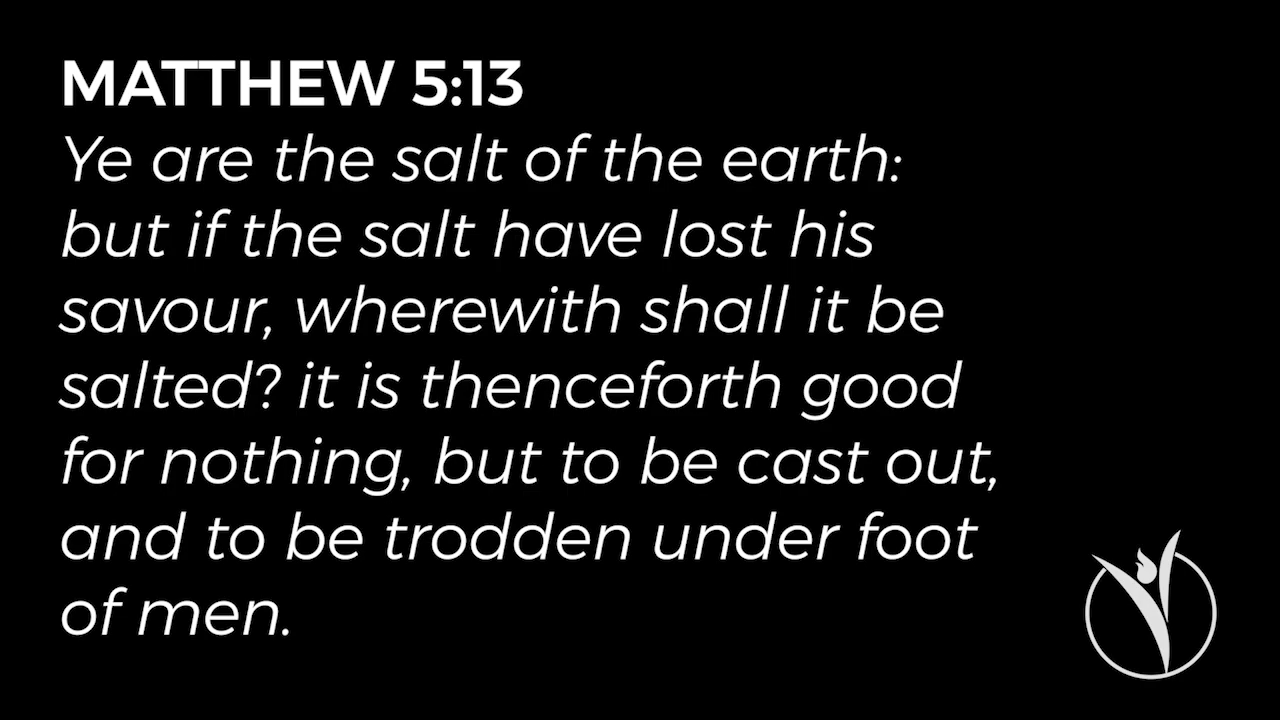 MATTHEW 5:13
Ye are the salt of the earth:
but if the salt have lost his
savour, wherewith shall it be
salted? it is thenceforth good
for nothing, but to be cast out,
and to be trodden under foot
of men.